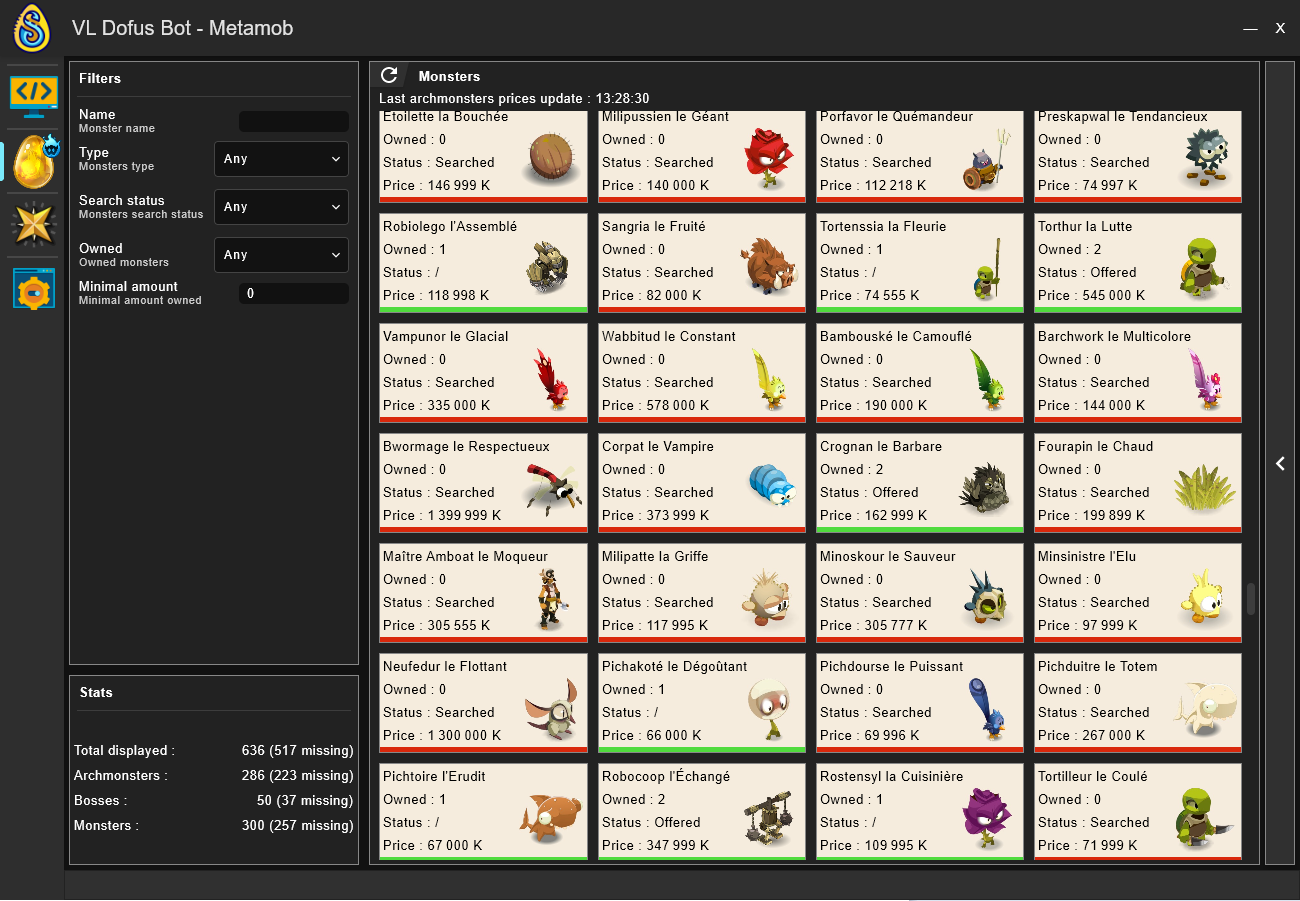 VL Dofus Bot - Metamob
— X
Filters
Name
Monster name
Type
Monsters type
Any
Search status
Monsters search status
Any
Owned
Owned monsters
Any
Minimal amount
Minimal amount owned
0
Stats
Total displayed : 636 (517 missing)
Archmonsters : 286 (223 missing)
Bosses : 50 (37 missing)
Monsters : 300 (257 missing)
Monsters
Last archmonsters prices update : 13:28:30
Etoilette la Bouchée
Owned : 0
Status : Searched
Price : 146 999 K
Milipussien le Géant
Owned : 0
Status : Searched
Price : 140 000 K
Porfavor le Quémandeur
Owned : 0
Status : Searched
Price : 112 218 K
Preskapwal le Tendancieux
Owned : 0
Status : Searched
Price : 74 997 K
Robiolego l'Assemblé
Owned : 1
Status : /
Price : 118 998 K
Sangria le Fruité
Owned : 0
Status : Searched
Price : 82 000 K
Tortenssia la Fleurie
Owned : 1
Status : /
Price : 74 555 K
Torthur la Lutte
Owned : 2
Status : Offered
Price : 545 000 K
Vampunor le Glacial
Owned : 0
Status : Searched
Price : 335 000 K
Wabbitud le Constant
Owned : 0
Status : Searched
Price : 578 000 K
Bambouské le Camouflé
Owned : 0
Status : Searched
Price : 190 000 K
Barchwork le Multicolore
Owned : 0
Status : Searched
Price : 144 000 K
Bwormage le Respectueux
Owned : 0
Status : Searched
Price : 1 399 999 K
Corpat le Vampire
Owned : 0
Status : Searched
Price : 373 999 K
Crognan le Barbare
Owned : 2
Status : Offered
Price : 162 999 K
Fourapin le Chaud
Owned : 0
Status : Searched
Price : 199 899 K
Maître Amboat le Moqueur
Owned : 0
Status : Searched
Price : 305 555 K
Milipatte la Griffe
Owned : 0
Status : Searched
Price : 117 995 K
Minoskour le Sauveur
Owned : 0
Status : Searched
Price : 305 777 K
Minsinistre l'Elu
Owned : 0
Status : Searched
Price : 97 999 K
Neufedur le Flottant
Owned : 0
Status : Searched
Price : 1 300 000 K
Pichakoté le Dégoûtant
Owned : 1
Status : /
Price : 66 000 K
Pichdourse le Puissant
Owned : 0
Status : Searched
Price : 69 996 K
Pichduitre le Totem
Owned : 0
Status : Searched
Price : 267 000 K
Pichtoire l'Erudit
Owned : 1
Status : /
Price : 67 000 K
Robocoop l'Échangé
Owned : 2
Status : Offered
Price : 347 999 K
Rostensyl la Cuisinière
Owned : 1
Status : /
Price : 109 995 K
Tortilleur le Coulé
Owned : 0
Status : Searched
Price : 71 999 K